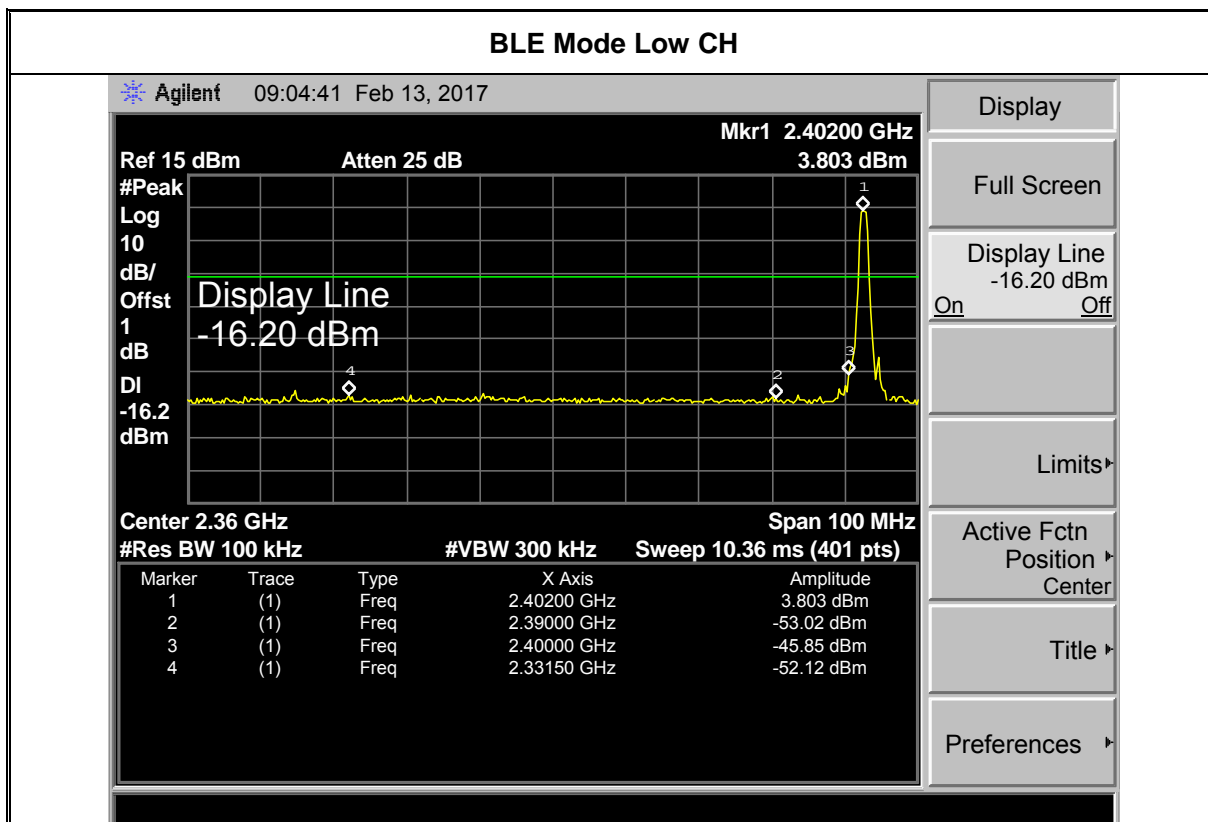 BLE Mode Low CH
Agilent 09:04:41 Feb 13, 2017
Mkr1 2.40200 GHz
Ref 15 dBm Atten 25 dB 3.803 dBm
#Peak
Log
10
dB/
Offst
1
dB
DI
-16.2
dBm
1
Display Line
-16.20 dBm
3
4
2
Center 2.36 GHz Span 100 MHz
#Res BW 100 kHz #VBW 300 kHz Sweep 10.36 ms (401 pts)
Marker Trace Type X Axis Amplitude
1 (1) Freq 2.40200 GHz 3.803 dBm
2 (1) Freq 2.39000 GHz -53.02 dBm
3 (1) Freq 2.40000 GHz -45.85 dBm
4 (1) Freq 2.33150 GHz -52.12 dBm
Display
Full Screen
Display Line
-16.20 dBm
On Off
Limits
Active Fctn
Position
Center
Title
Preferences